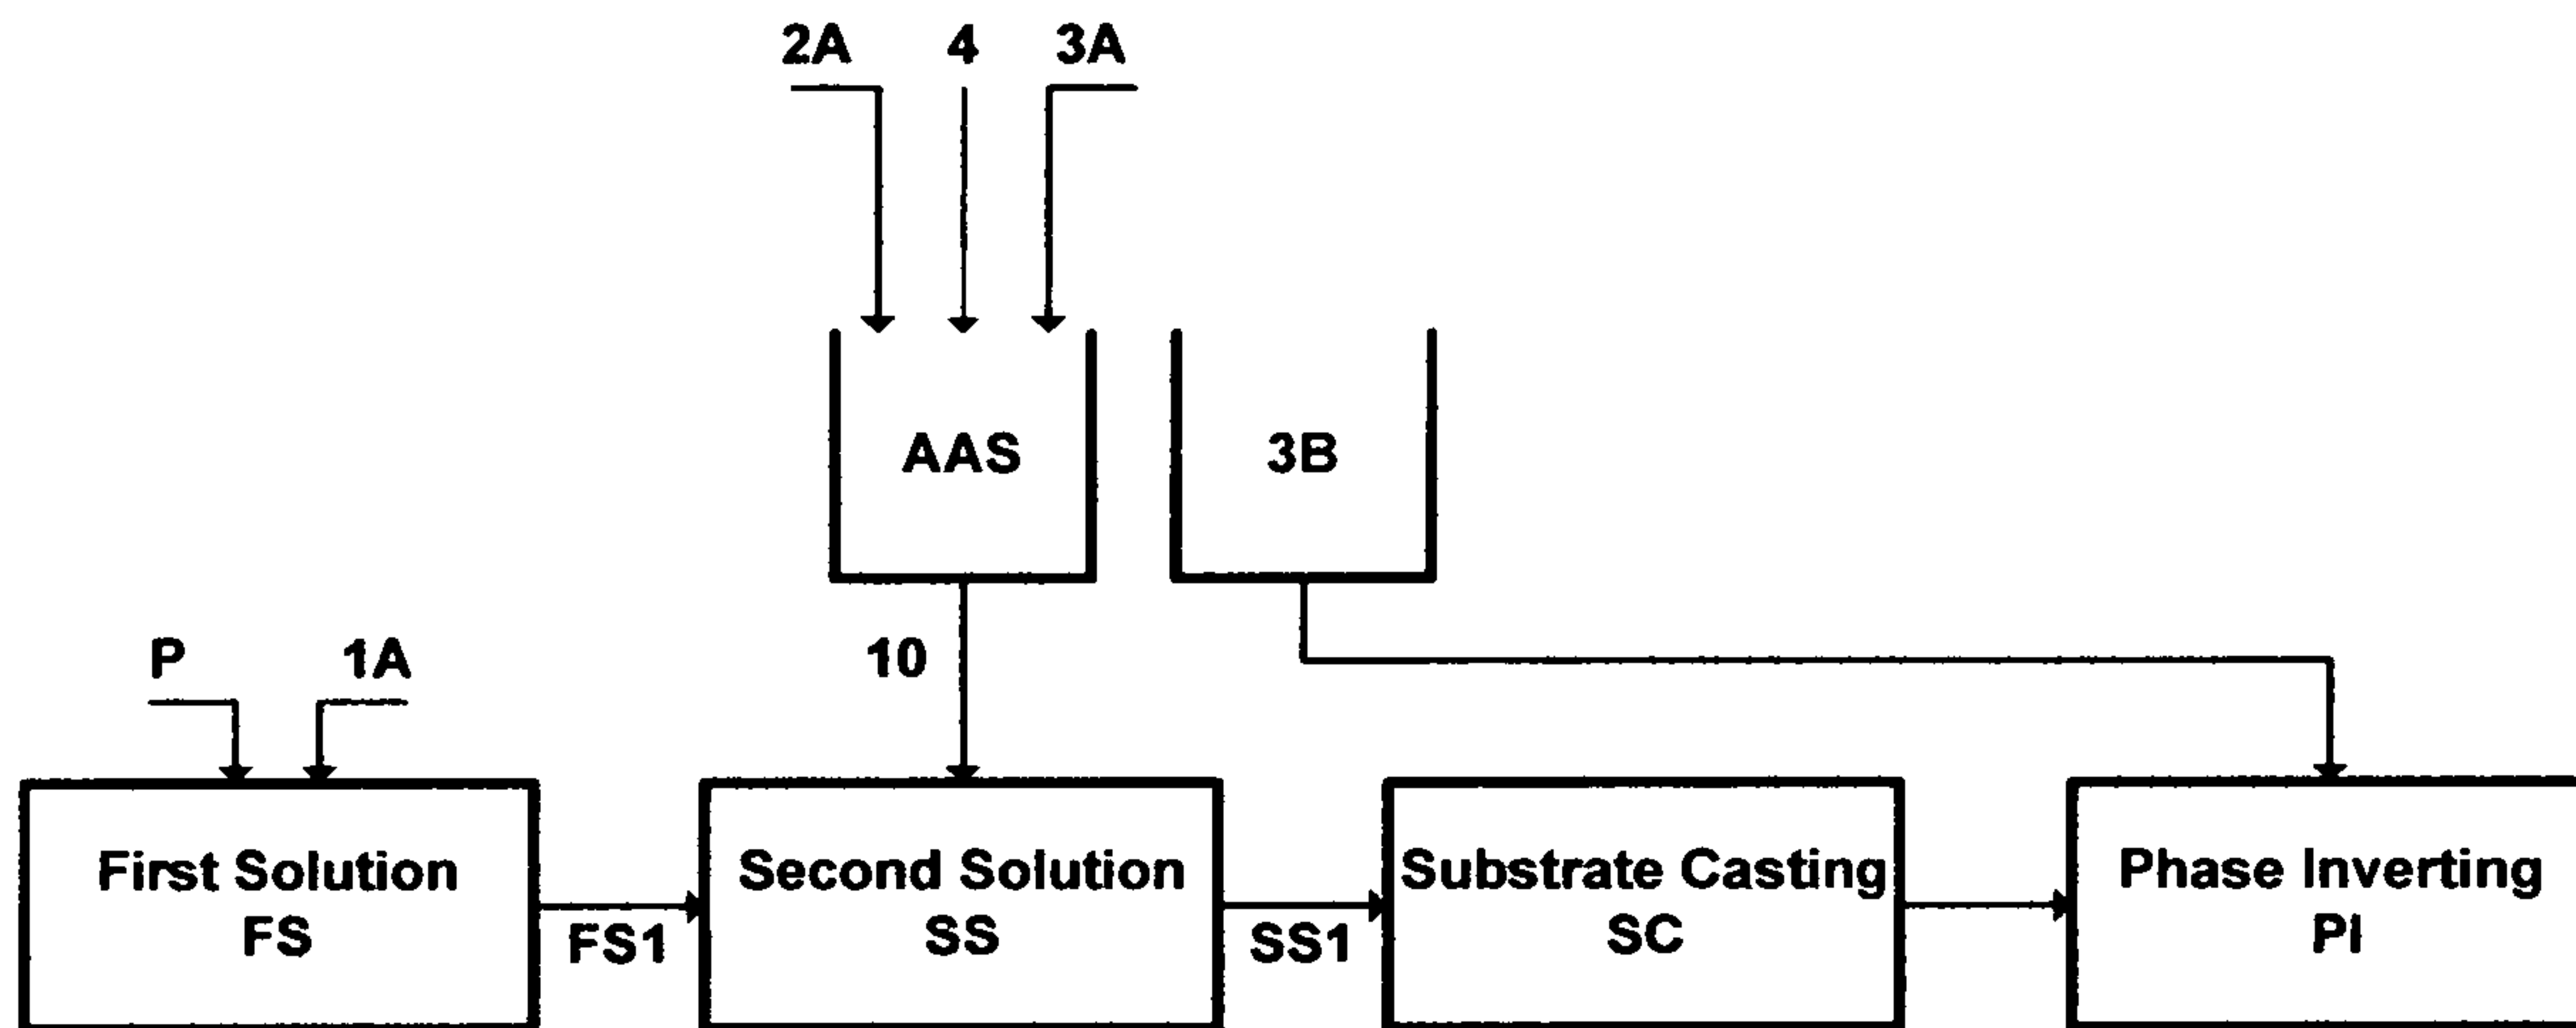 2A 4 3A
AAS 3B
P 1A 10
First Solution Second Solution Substrate Casting Phase Inverting
FS SS SC PI
FS1 SS1